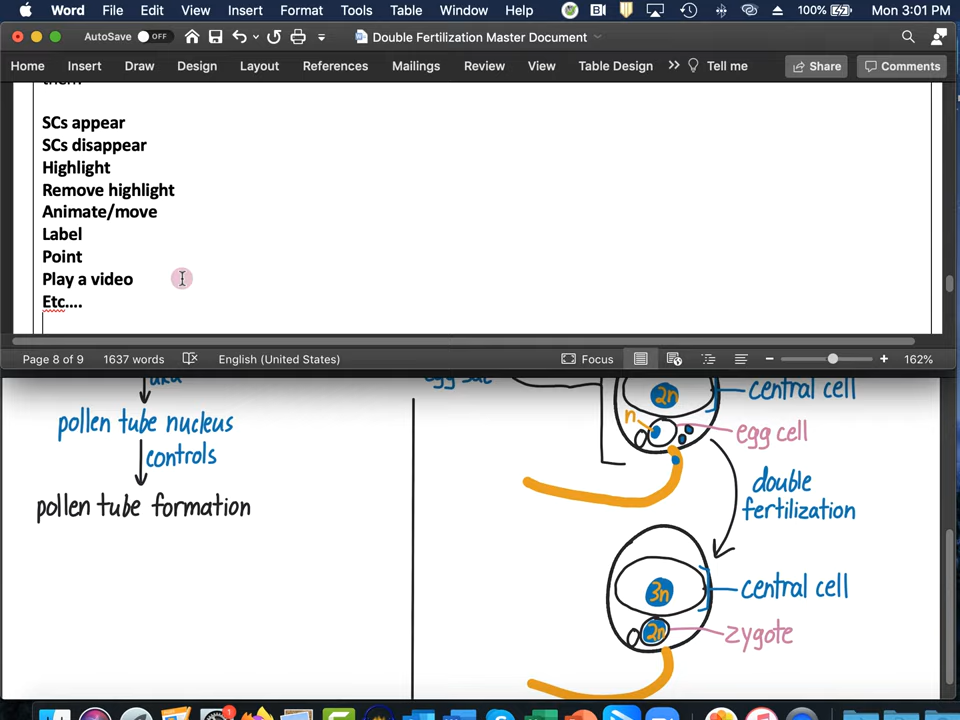 Word File Edit View Insert Format Tools Table Window Help 100% Mon 3:01 PM
AutoSave OFF Double Fertilization Master Document
Home Insert Draw Design Layout References Mailings Review View Table Design >> Tell me Share Comments
SCs appear
SCs disappear
Highlight
Remove highlight
Animate/move
Label
Point
Play a video
Etc....
Page 8 of 9 1637 words English (United States) Focus 162%
aka
pollen tube nucleus
controls
pollen tube formation
egg sac
2n
central cell
n
egg cell
double
fertilization
3n
central cell
2n
zygote